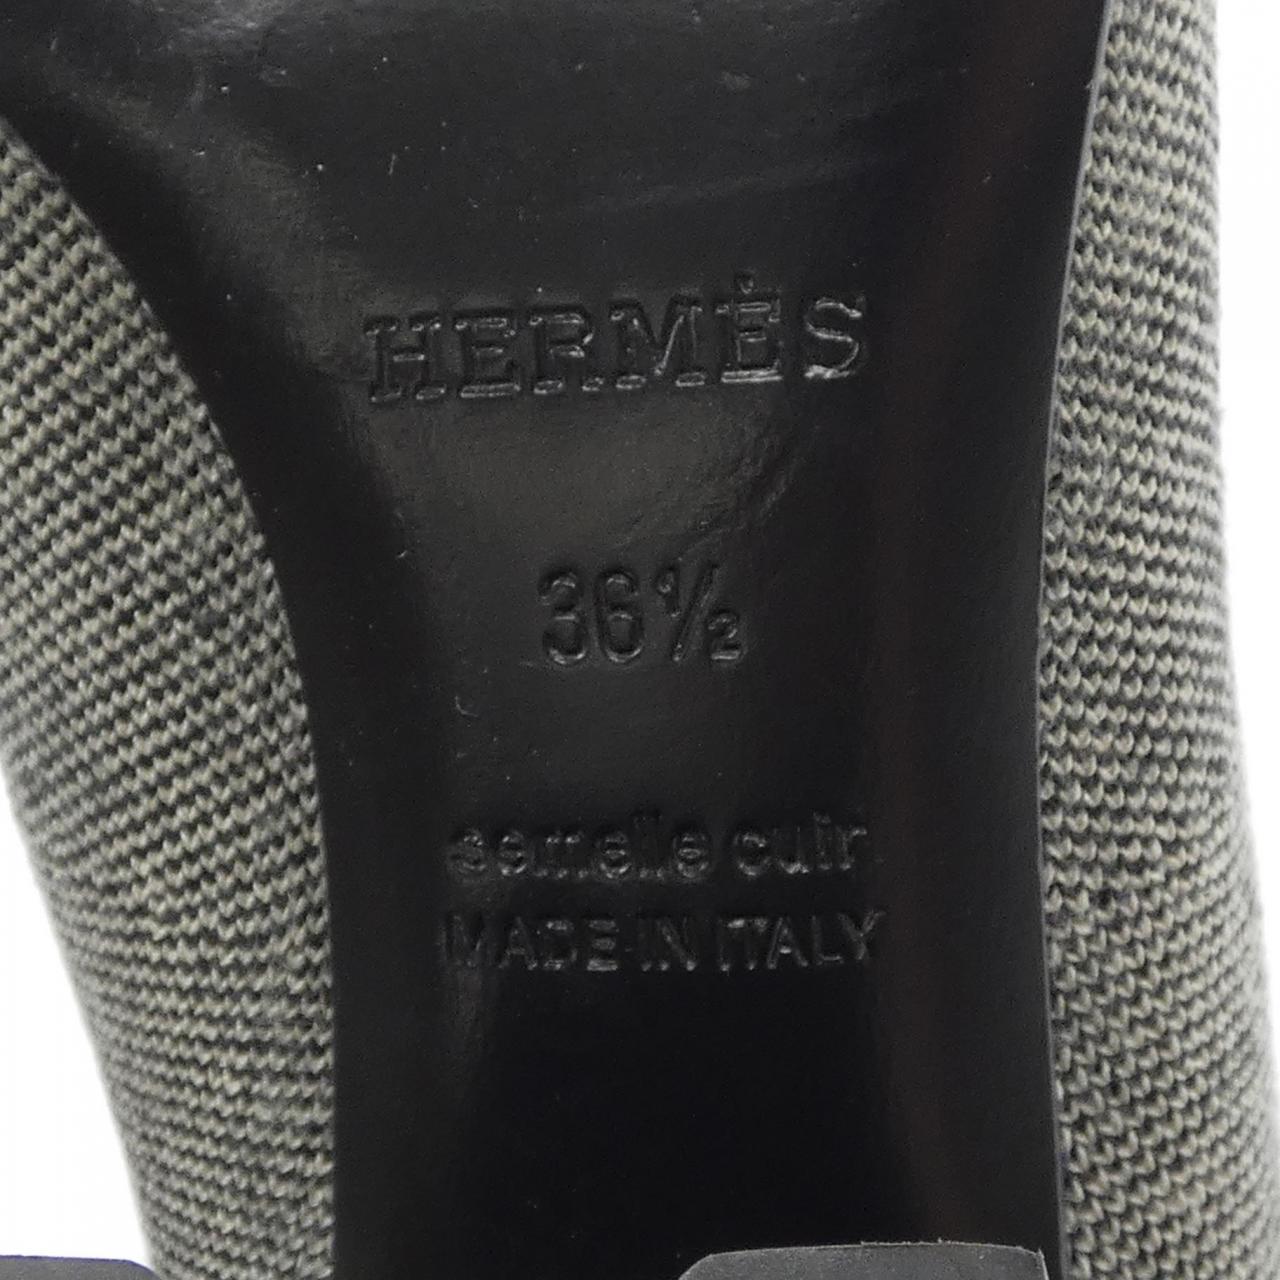 HERMÈS
36½
semelle cuir
MADE IN ITALY